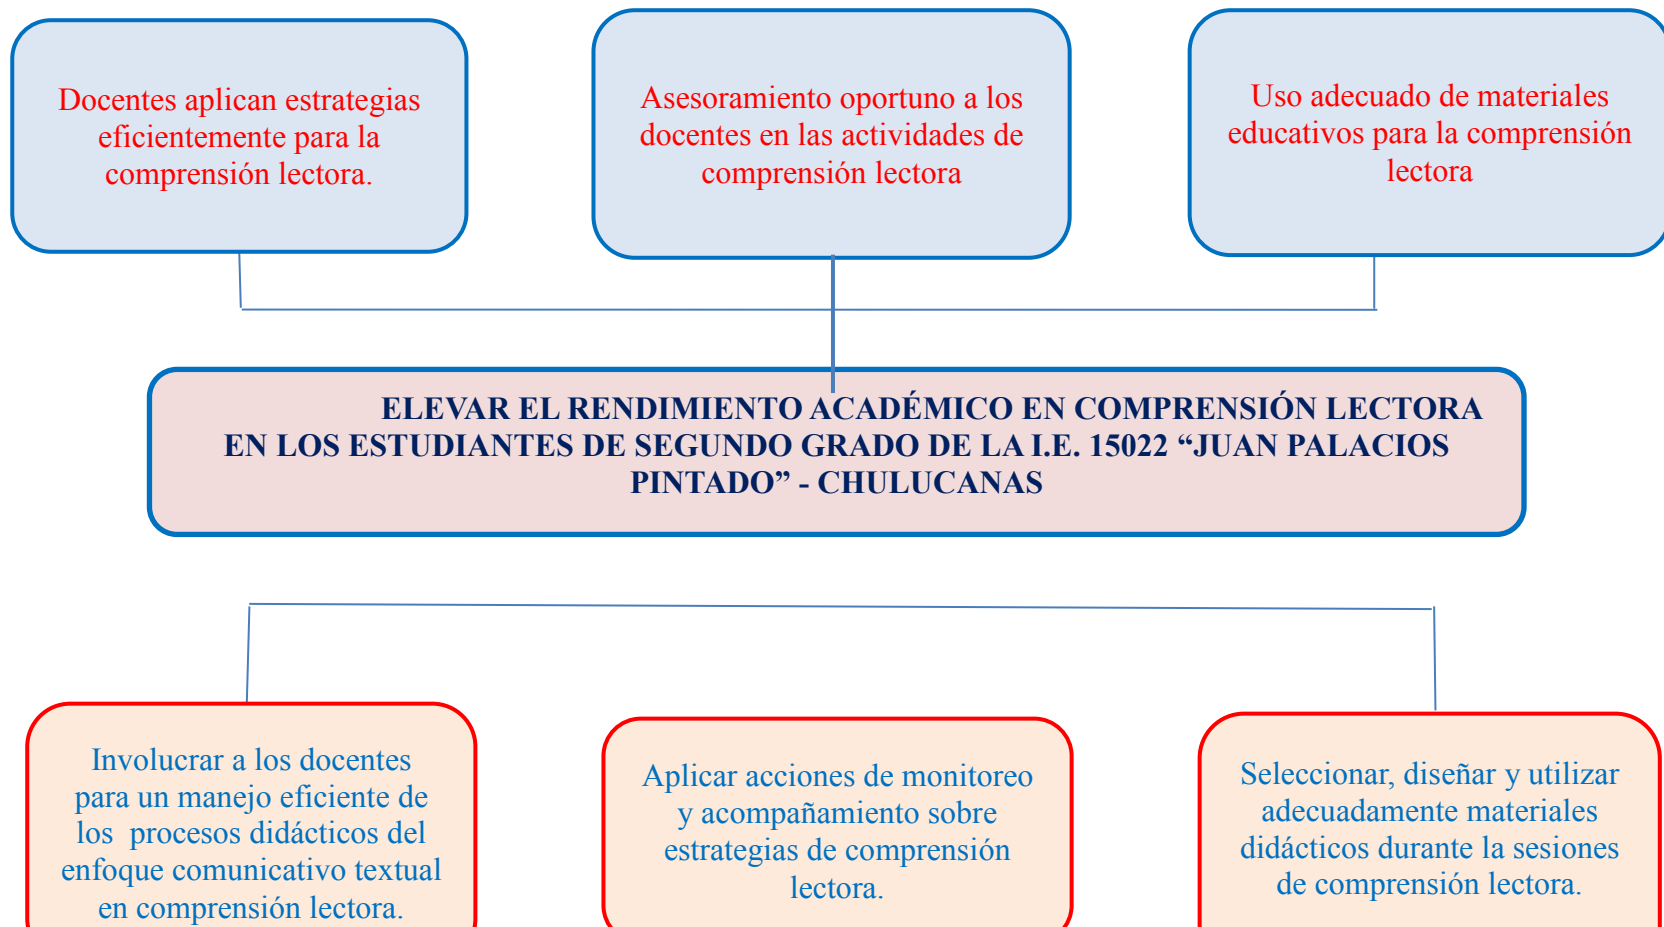 Docentes aplican estrategias
eficientemente para la
comprensión lectora.
Asesoramiento oportuno a los
docentes en las actividades de
comprensión lectora
Uso adecuado de materiales
educativos para la comprensión
lectora
ELEVAR EL RENDIMIENTO ACADÉMICO EN COMPRENSIÓN LECTORA
EN LOS ESTUDIANTES DE SEGUNDO GRADO DE LA I.E. 15022 “JUAN PALACIOS
PINTADO” - CHULUCANAS
Involucrar a los docentes
para un manejo eficiente de
los procesos didácticos del
enfoque comunicativo textual
en comprensión lectora.
Aplicar acciones de monitoreo
y acompañamiento sobre
estrategias de comprensión
lectora.
Seleccionar, diseñar y utilizar
adecuadamente materiales
didácticos durante la sesiones
de comprensión lectora.